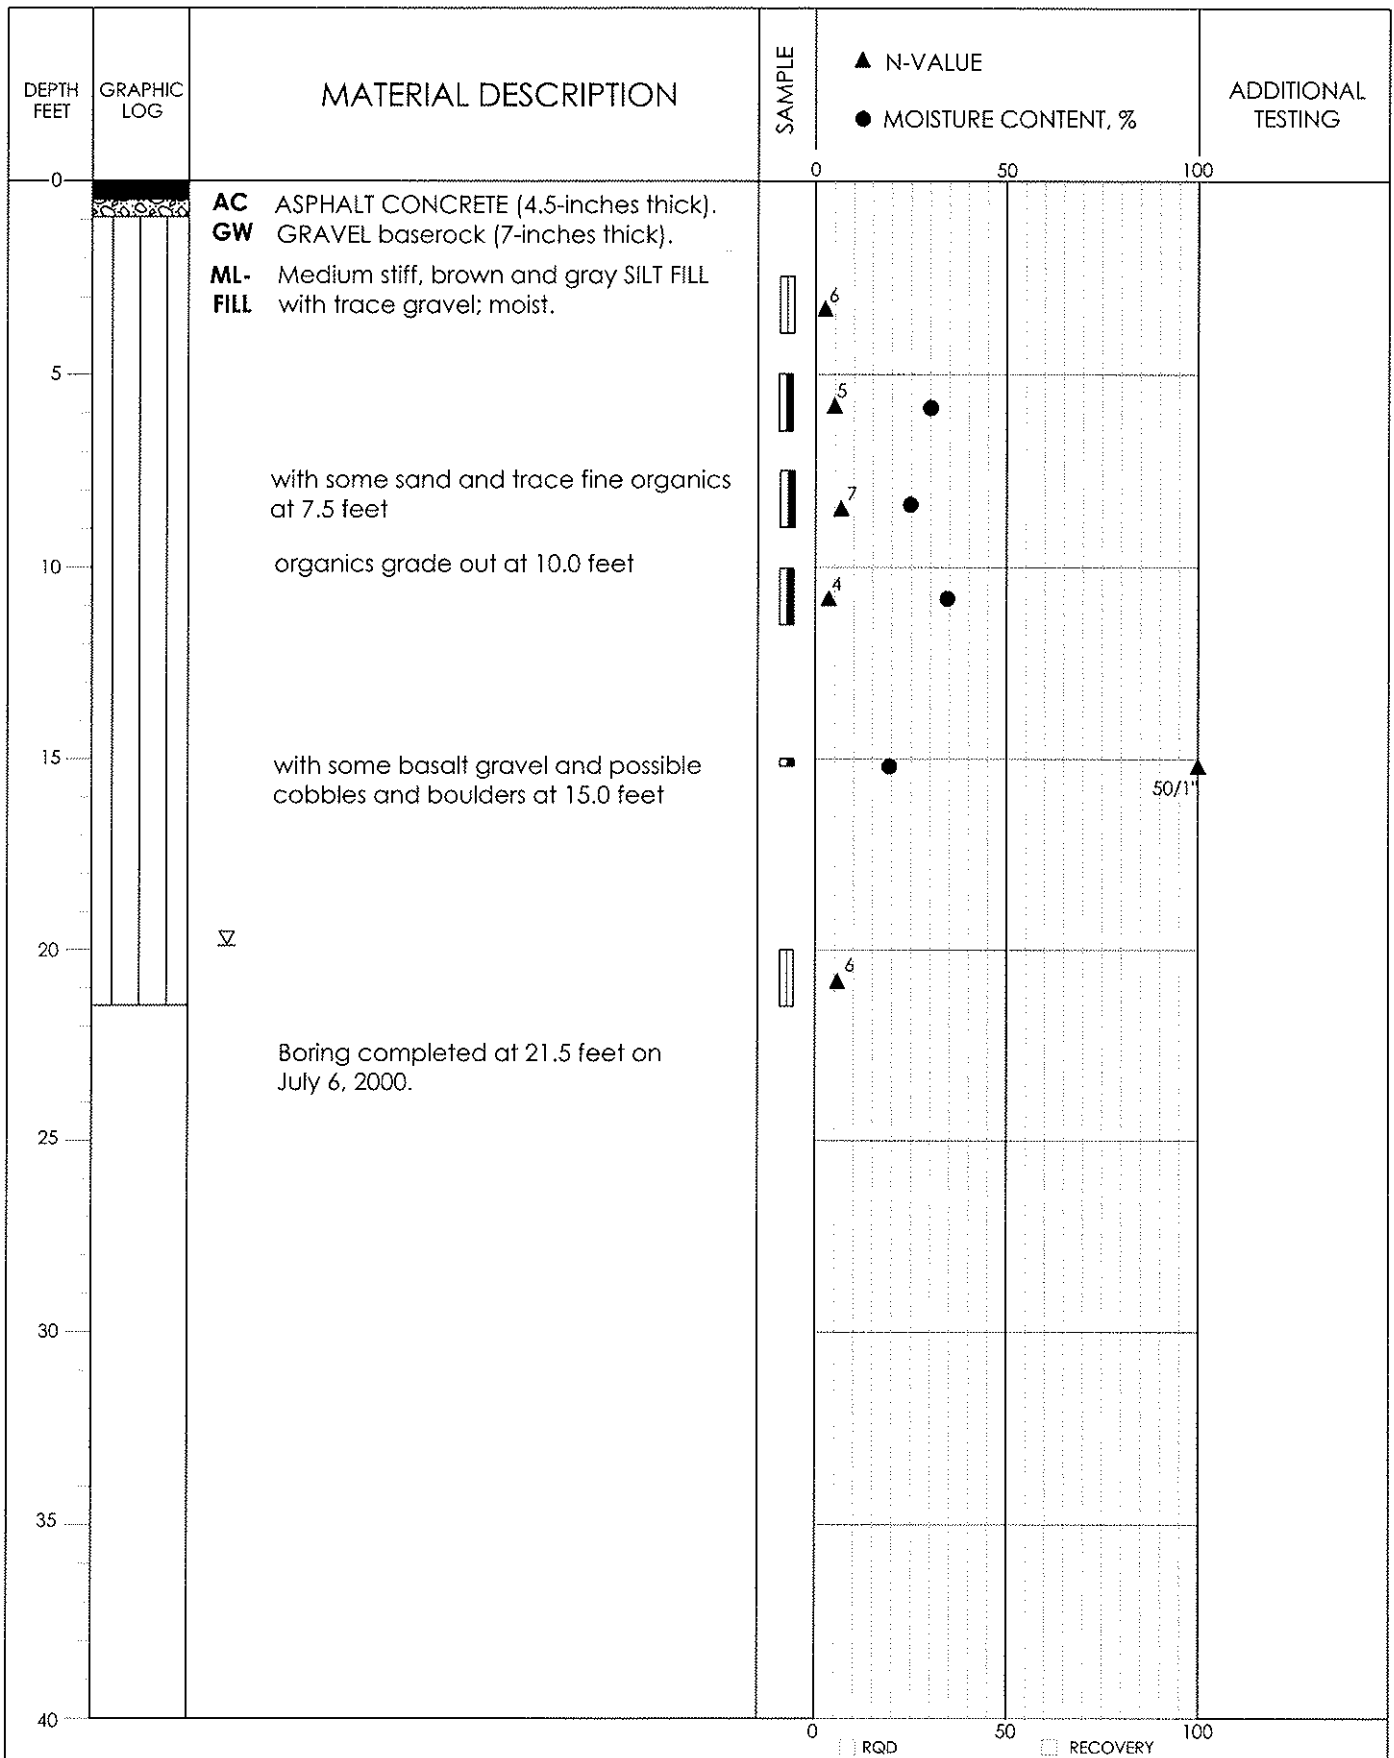 DEPTH
FEET
GRAPHIC
LOG
MATERIAL DESCRIPTION
SAMPLE
▲ N-VALUE
● MOISTURE CONTENT, %
ADDITIONAL
TESTING
0 50 100
0
AC ASPHALT CONCRETE (4.5-inches thick).
GW GRAVEL baserock (7-inches thick).
ML- Medium stiff, brown and gray SILT FILL
FILL with trace gravel; moist.
6
5
5
with some sand and trace fine organics
at 7.5 feet
7
10
organics grade out at 10.0 feet
4
15
with some basalt gravel and possible
cobbles and boulders at 15.0 feet
50/1"
20
6
Boring completed at 21.5 feet on
July 6, 2000.
25
30
35
40
0 50 100
RQD RECOVERY